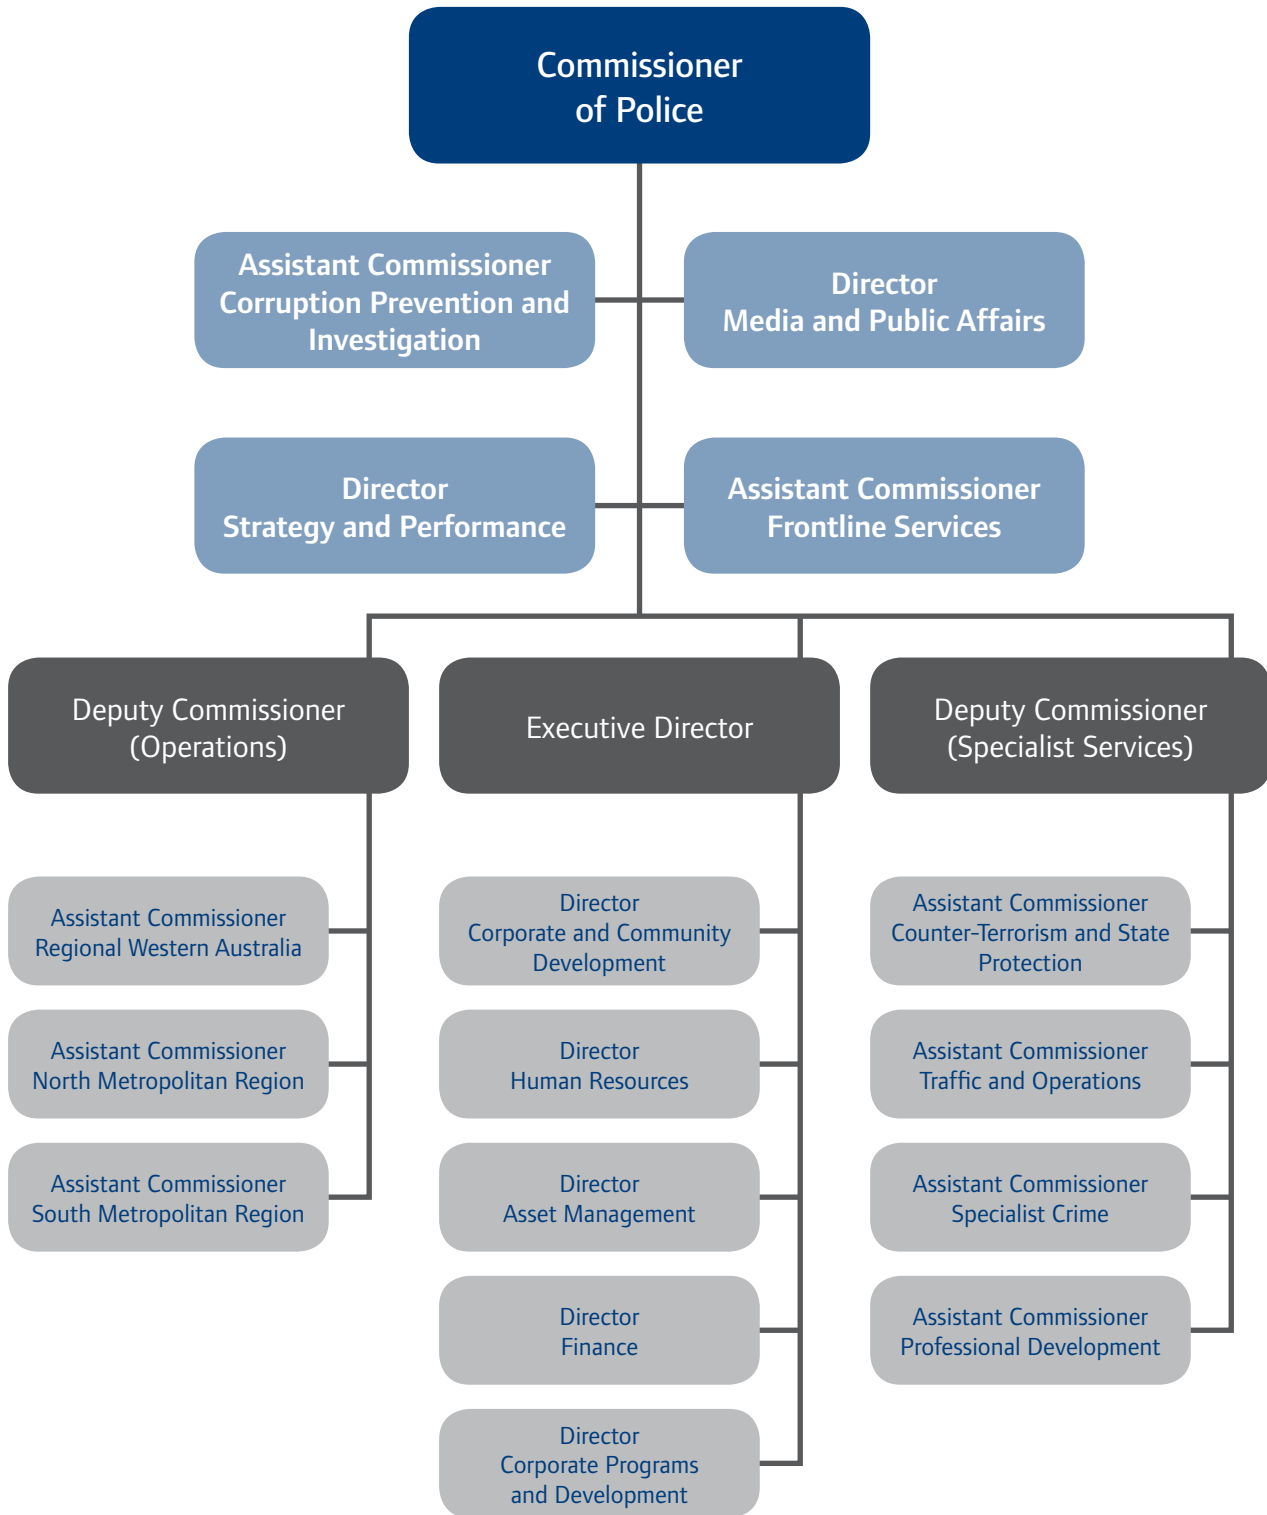 Commissioner
of Police
Assistant Commissioner
Corruption Prevention and
Investigation
Director
Media and Public Affairs
Director
Strategy and Performance
Assistant Commissioner
Frontline Services
Deputy Commissioner
(Operations)
Executive Director
Deputy Commissioner
(Specialist Services)
Assistant Commissioner
Regional Western Australia
Assistant Commissioner
North Metropolitan Region
Assistant Commissioner
South Metropolitan Region
Director
Corporate and Community
Development
Director
Human Resources
Director
Asset Management
Director
Finance
Director
Corporate Programs
and Development
Assistant Commissioner
Counter-Terrorism and State
Protection
Assistant Commissioner
Traffic and Operations
Assistant Commissioner
Specialist Crime
Assistant Commissioner
Professional Development